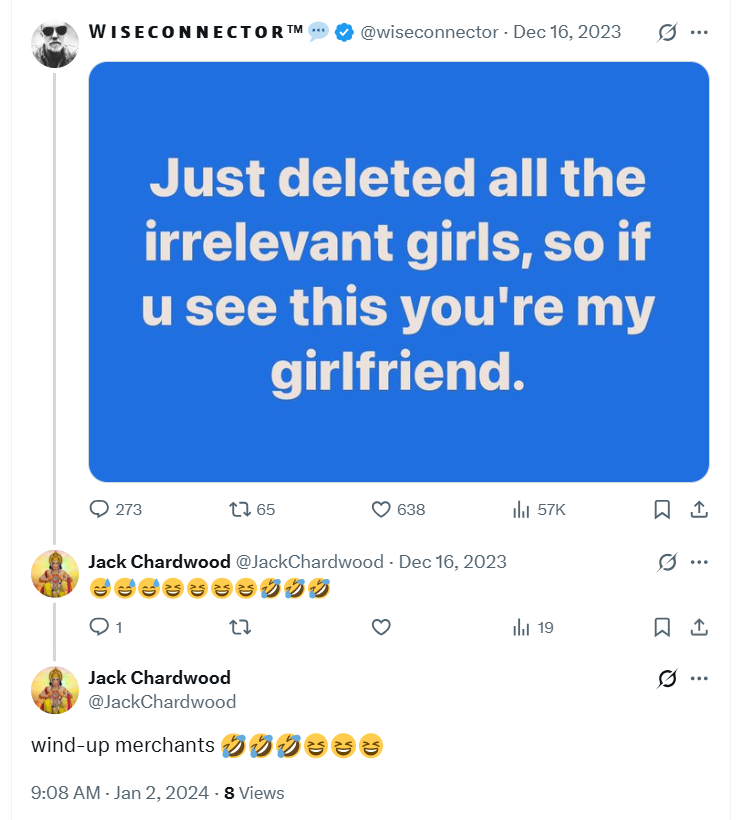 WISECONNECTOR™ 💬 @wiseconnector · Dec 16, 2023
Just deleted all the
irrelevant girls, so if
u see this you're my
girlfriend.
273 65 638 57K
Jack Chardwood @JackChardwood · Dec 16, 2023
😅😅😅😆😆😆😆🤣🤣🤣
1 19
Jack Chardwood
@JackChardwood
wind-up merchants 🤣🤣🤣😆😆😆
9:08 AM · Jan 2, 2024 · 8 Views